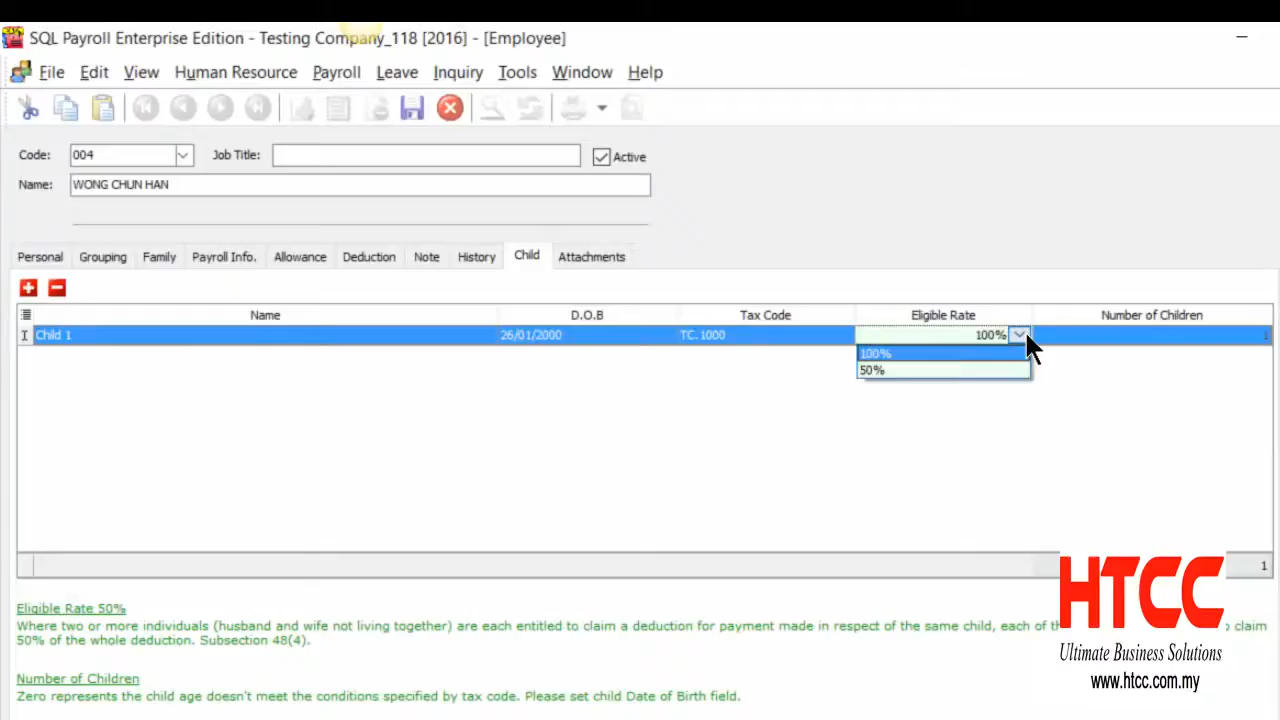 SQL Payroll Enterprise Edition - Testing Company_118 [2016] - [Employee]
File Edit View Human Resource Payroll Leave Inquiry Tools Window Help
Code: 004 Job Title: Active
Name: WONG CHUN HAN
Personal Grouping Family Payroll Info. Allowance Deduction Note History Child Attachments
Name D.O.B Tax Code Eligible Rate Number of Children
Child 1 26/01/2000 TC.1000 100% 1
100%
50%
1
Eligible Rate 50%
Where two or more individuals (husband and wife not living together) are each entitled to claim a deduction for payment made in respect of the same child, each of claim
50% of the whole deduction. Subsection 48(4).
Number of Children
Zero represents the child age doesn't meet the conditions specified by tax code. Please set child Date of Birth field.
HTCC
Ultimate Business Solutions
www.htcc.com.my